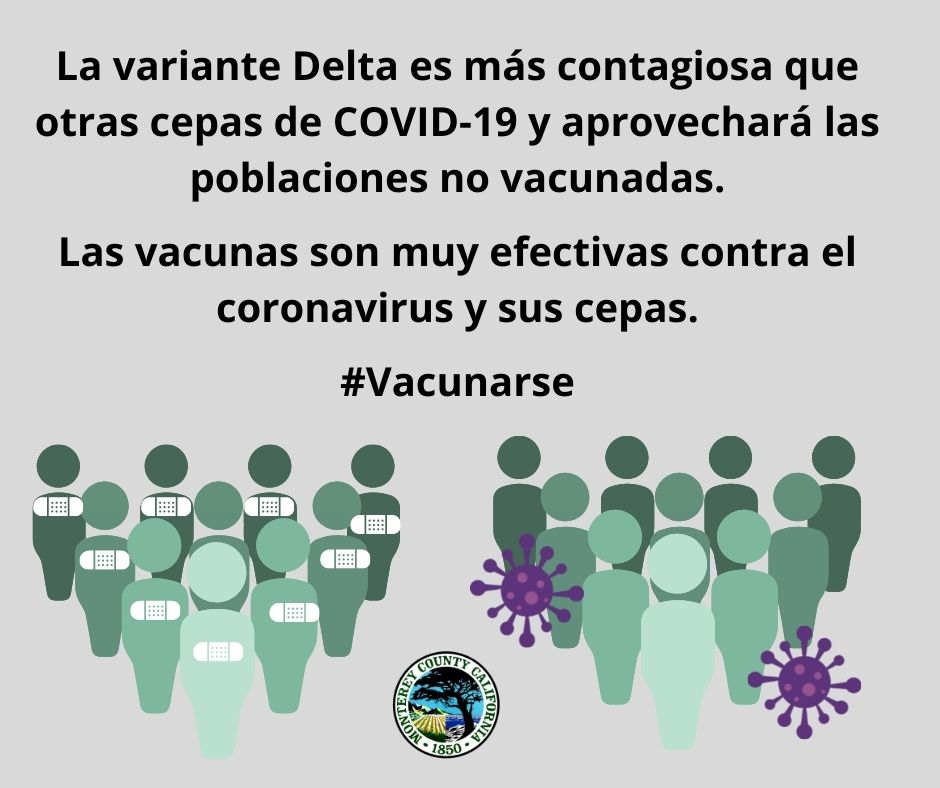 La variante Delta es más contagiosa que
otras cepas de COVID-19 y aprovechará las
poblaciones no vacunadas.
Las vacunas son muy efectivas contra el
coronavirus y sus cepas.
#Vacunarse
MONTEREY COUNTY CALIFORNIA
• 1850 •